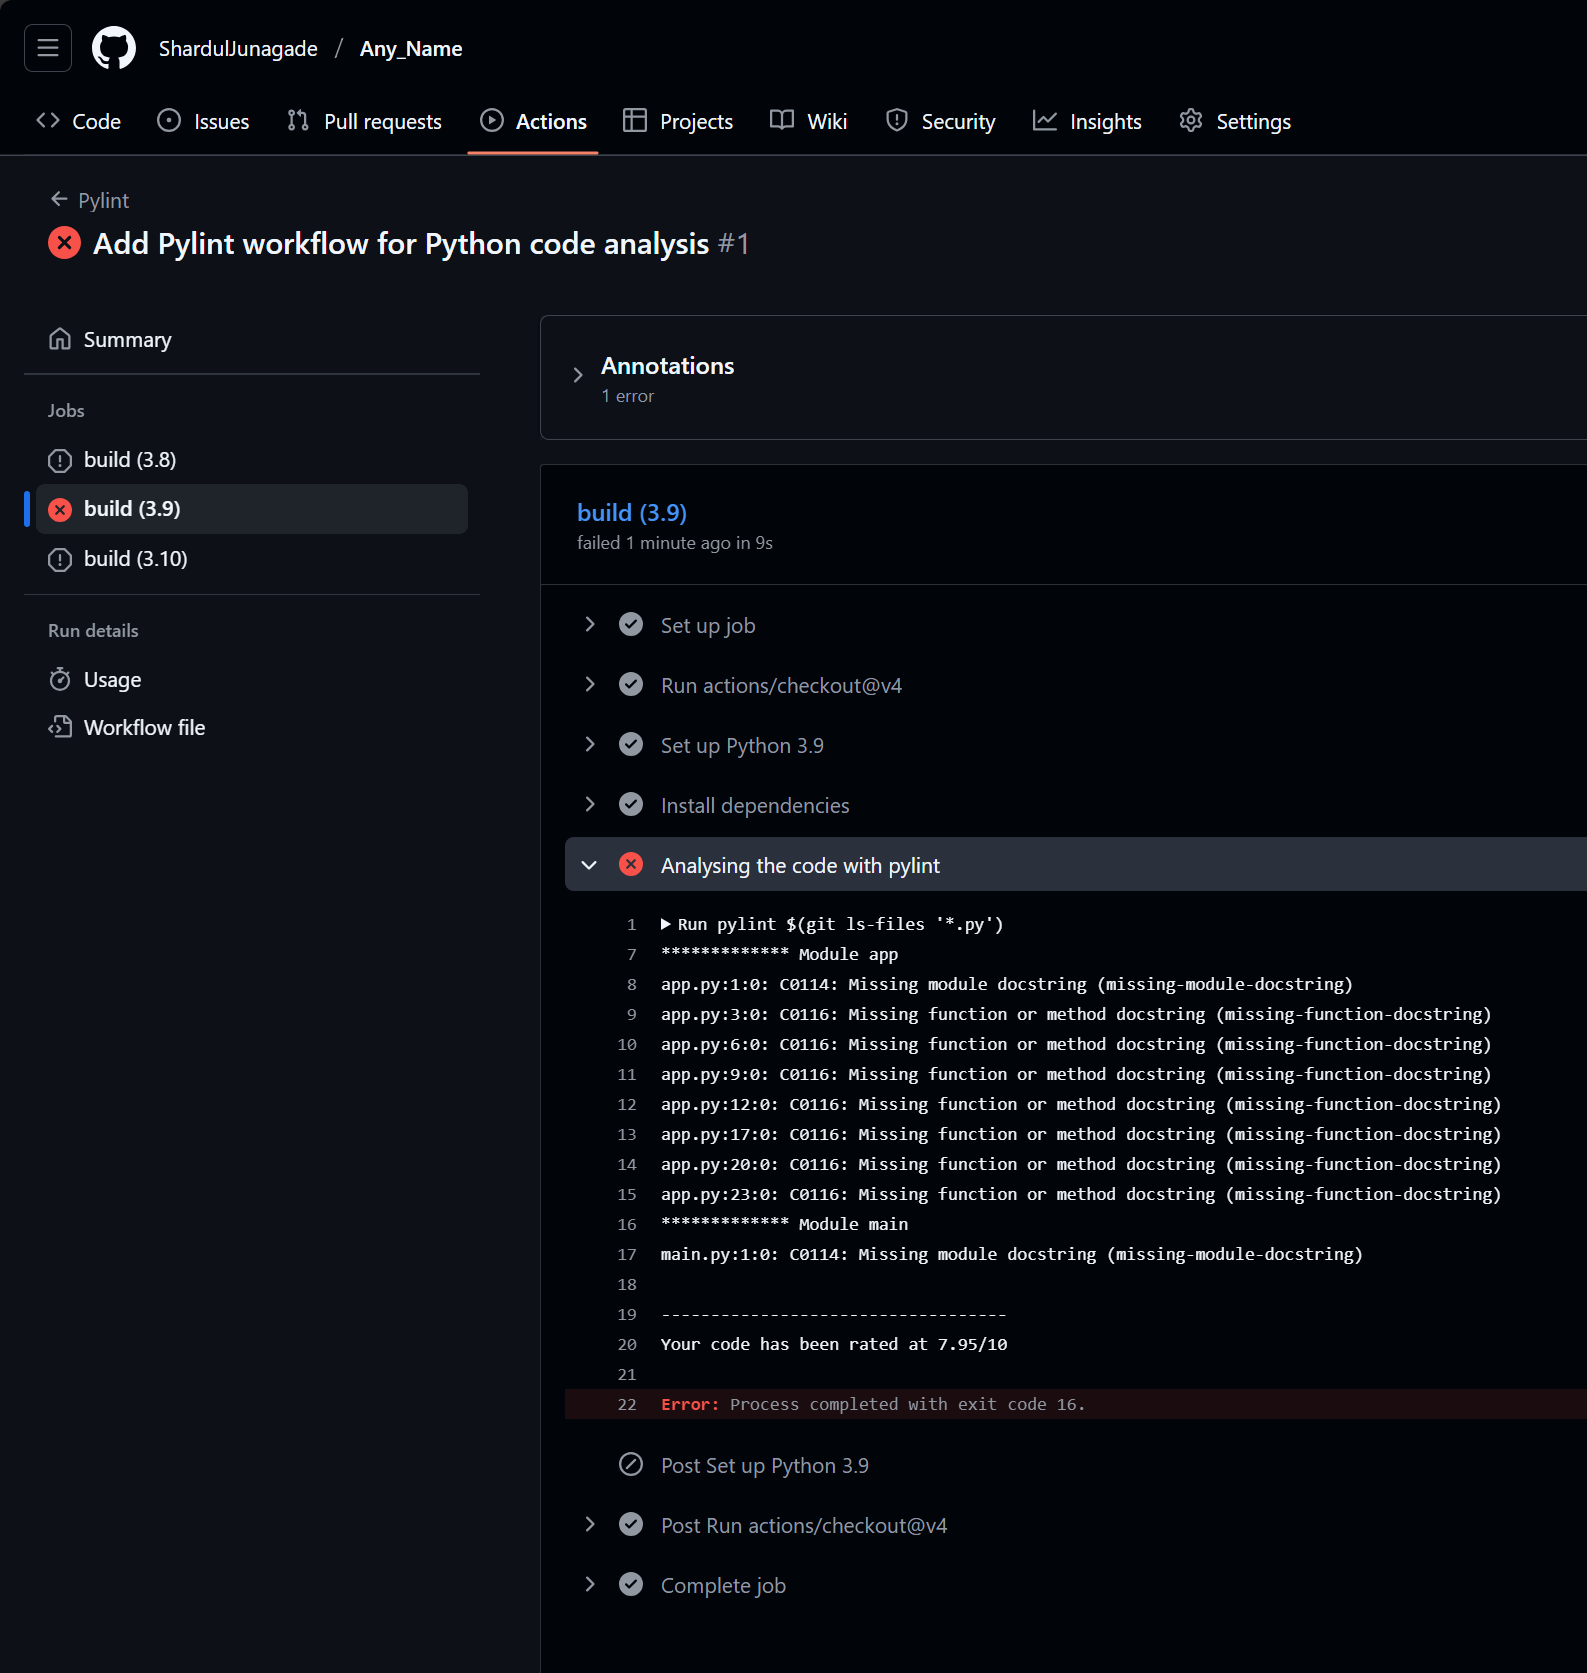 ShardulJunagade / Any_Name
Code Issues Pull requests Actions Projects Wiki Security Insights Settings
Pylint
Add Pylint workflow for Python code analysis #1
Summary
Jobs
build (3.8)
build (3.9)
build (3.10)
Run details
Usage
Workflow file
Annotations
1 error
build (3.9)
failed 1 minute ago in 9s
Set up job
Run actions/checkout@v4
Set up Python 3.9
Install dependencies
Analysing the code with pylint
1 Run pylint $(git ls-files '*.py')
7 ************* Module app
8 app.py:1:0: C0114: Missing module docstring (missing-module-docstring)
9 app.py:3:0: C0116: Missing function or method docstring (missing-function-docstring)
10 app.py:6:0: C0116: Missing function or method docstring (missing-function-docstring)
11 app.py:9:0: C0116: Missing function or method docstring (missing-function-docstring)
12 app.py:12:0: C0116: Missing function or method docstring (missing-function-docstring)
13 app.py:17:0: C0116: Missing function or method docstring (missing-function-docstring)
14 app.py:20:0: C0116: Missing function or method docstring (missing-function-docstring)
15 app.py:23:0: C0116: Missing function or method docstring (missing-function-docstring)
16 ************* Module main
17 main.py:1:0: C0114: Missing module docstring (missing-module-docstring)
18
19 -----------------------------------
20 Your code has been rated at 7.95/10
21
22 Error: Process completed with exit code 16.
Post Set up Python 3.9
Post Run actions/checkout@v4
Complete job